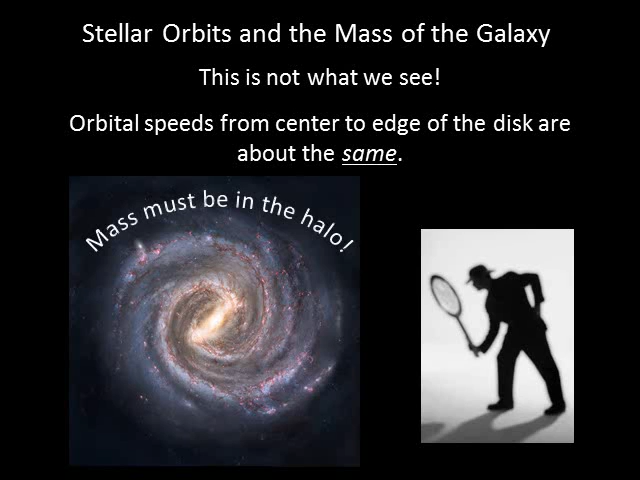 Stellar Orbits and the Mass of the Galaxy
This is not what we see!
Orbital speeds from center to edge of the disk are
about the same.
Mass must be in the halo!